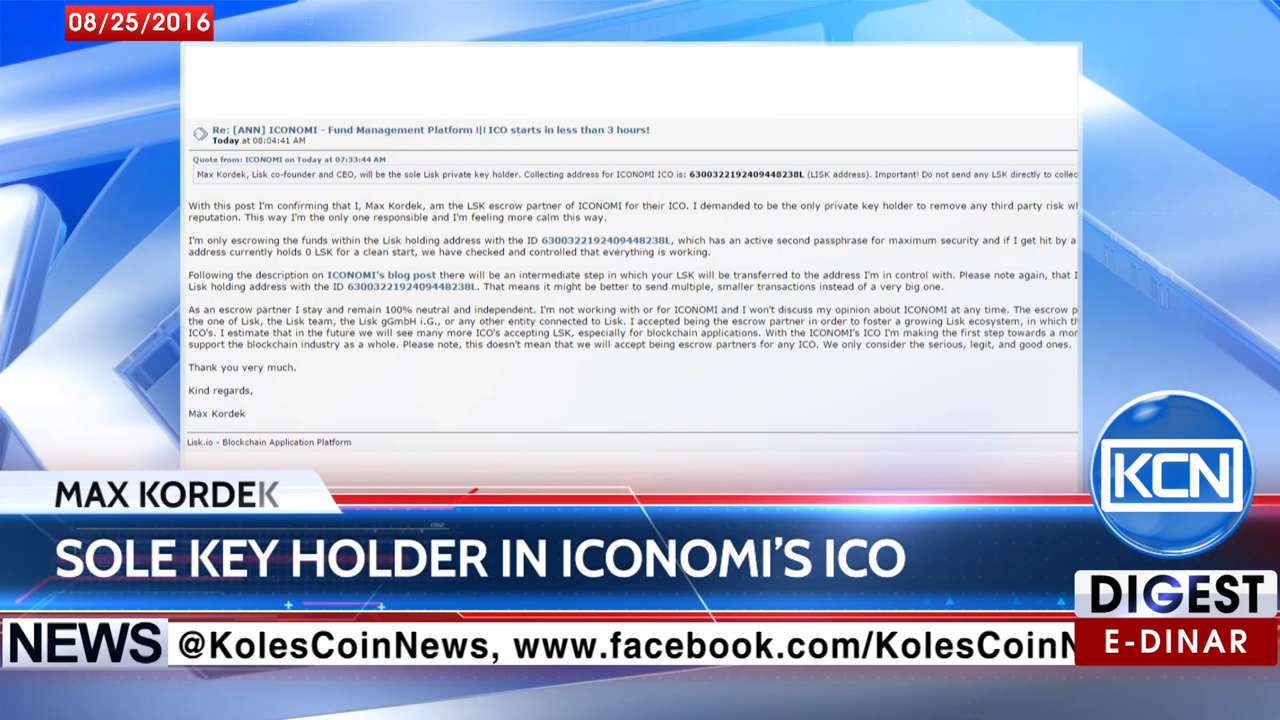 08/25/2016
Re: [ANN] ICONOMI - Fund Management Platform |||ICO starts in less than 3 hours!
Today at 08:04:41 AM
Quote from: ICONOMI on Today at 07:33:44 AM
Max Kordek, Lisk co-founder and CEO, will be the sole Lisk private key holder. Collecting address for ICONOMI ICO is: 6300322192409448238L (LISK address). Important! Do not send any LSK directly to collec
With this post I'm confirming that I, Max Kordek, am the LSK escrow partner of ICONOMI for their ICO. I demanded to be the only private key holder to remove any third party risk wh
reputation. This way I'm the only one responsible and I'm feeling more calm this way.
I'm only escrowing the funds within the Lisk holding address with the ID 6300322192409448238L, which has an active second passphrase for maximum security and if I get hit by a
address currently holds 0 LSK for a clean start, we have checked and controlled that everything is working.
Following the description on ICONOMI's blog post there will be an intermediate step in which your LSK will be transferred to the address I'm in control with. Please note again, that I
Lisk holding address with the ID 6300322192409448238L. That means it might be better to send multiple, smaller transactions instead of a very big one.
As an escrow partner I stay and remain 100% neutral and independent. I'm not working with or for ICONOMI and I won't discuss my opinion about ICONOMI at any time. The escrow p
the one of Lisk, the Lisk team, the Lisk gGmbH i.G., or any other entity connected to Lisk. I accepted being the escrow partner in order to foster a growing Lisk ecosystem, in which th
ICO's. I estimate that in the future we will see many more ICO's accepting LSK, especially for blockchain applications. With the ICONOMI's ICO I'm making the first step towards a mor
support the blockchain industry as a whole. Please note, this doesn't mean that we will accept being escrow partners for any ICO. We only consider the serious, legit, and good ones.
Thank you very much.
Kind regards,
Max Kordek
Lisk.io - Blockchain Application Platform
MAX KORDEK
KCN
SOLE KEY HOLDER IN ICONOMI'S ICO
DIGEST
NEWS @KolesCoinNews, www.facebook.com/KolesCoinN
E-DINAR